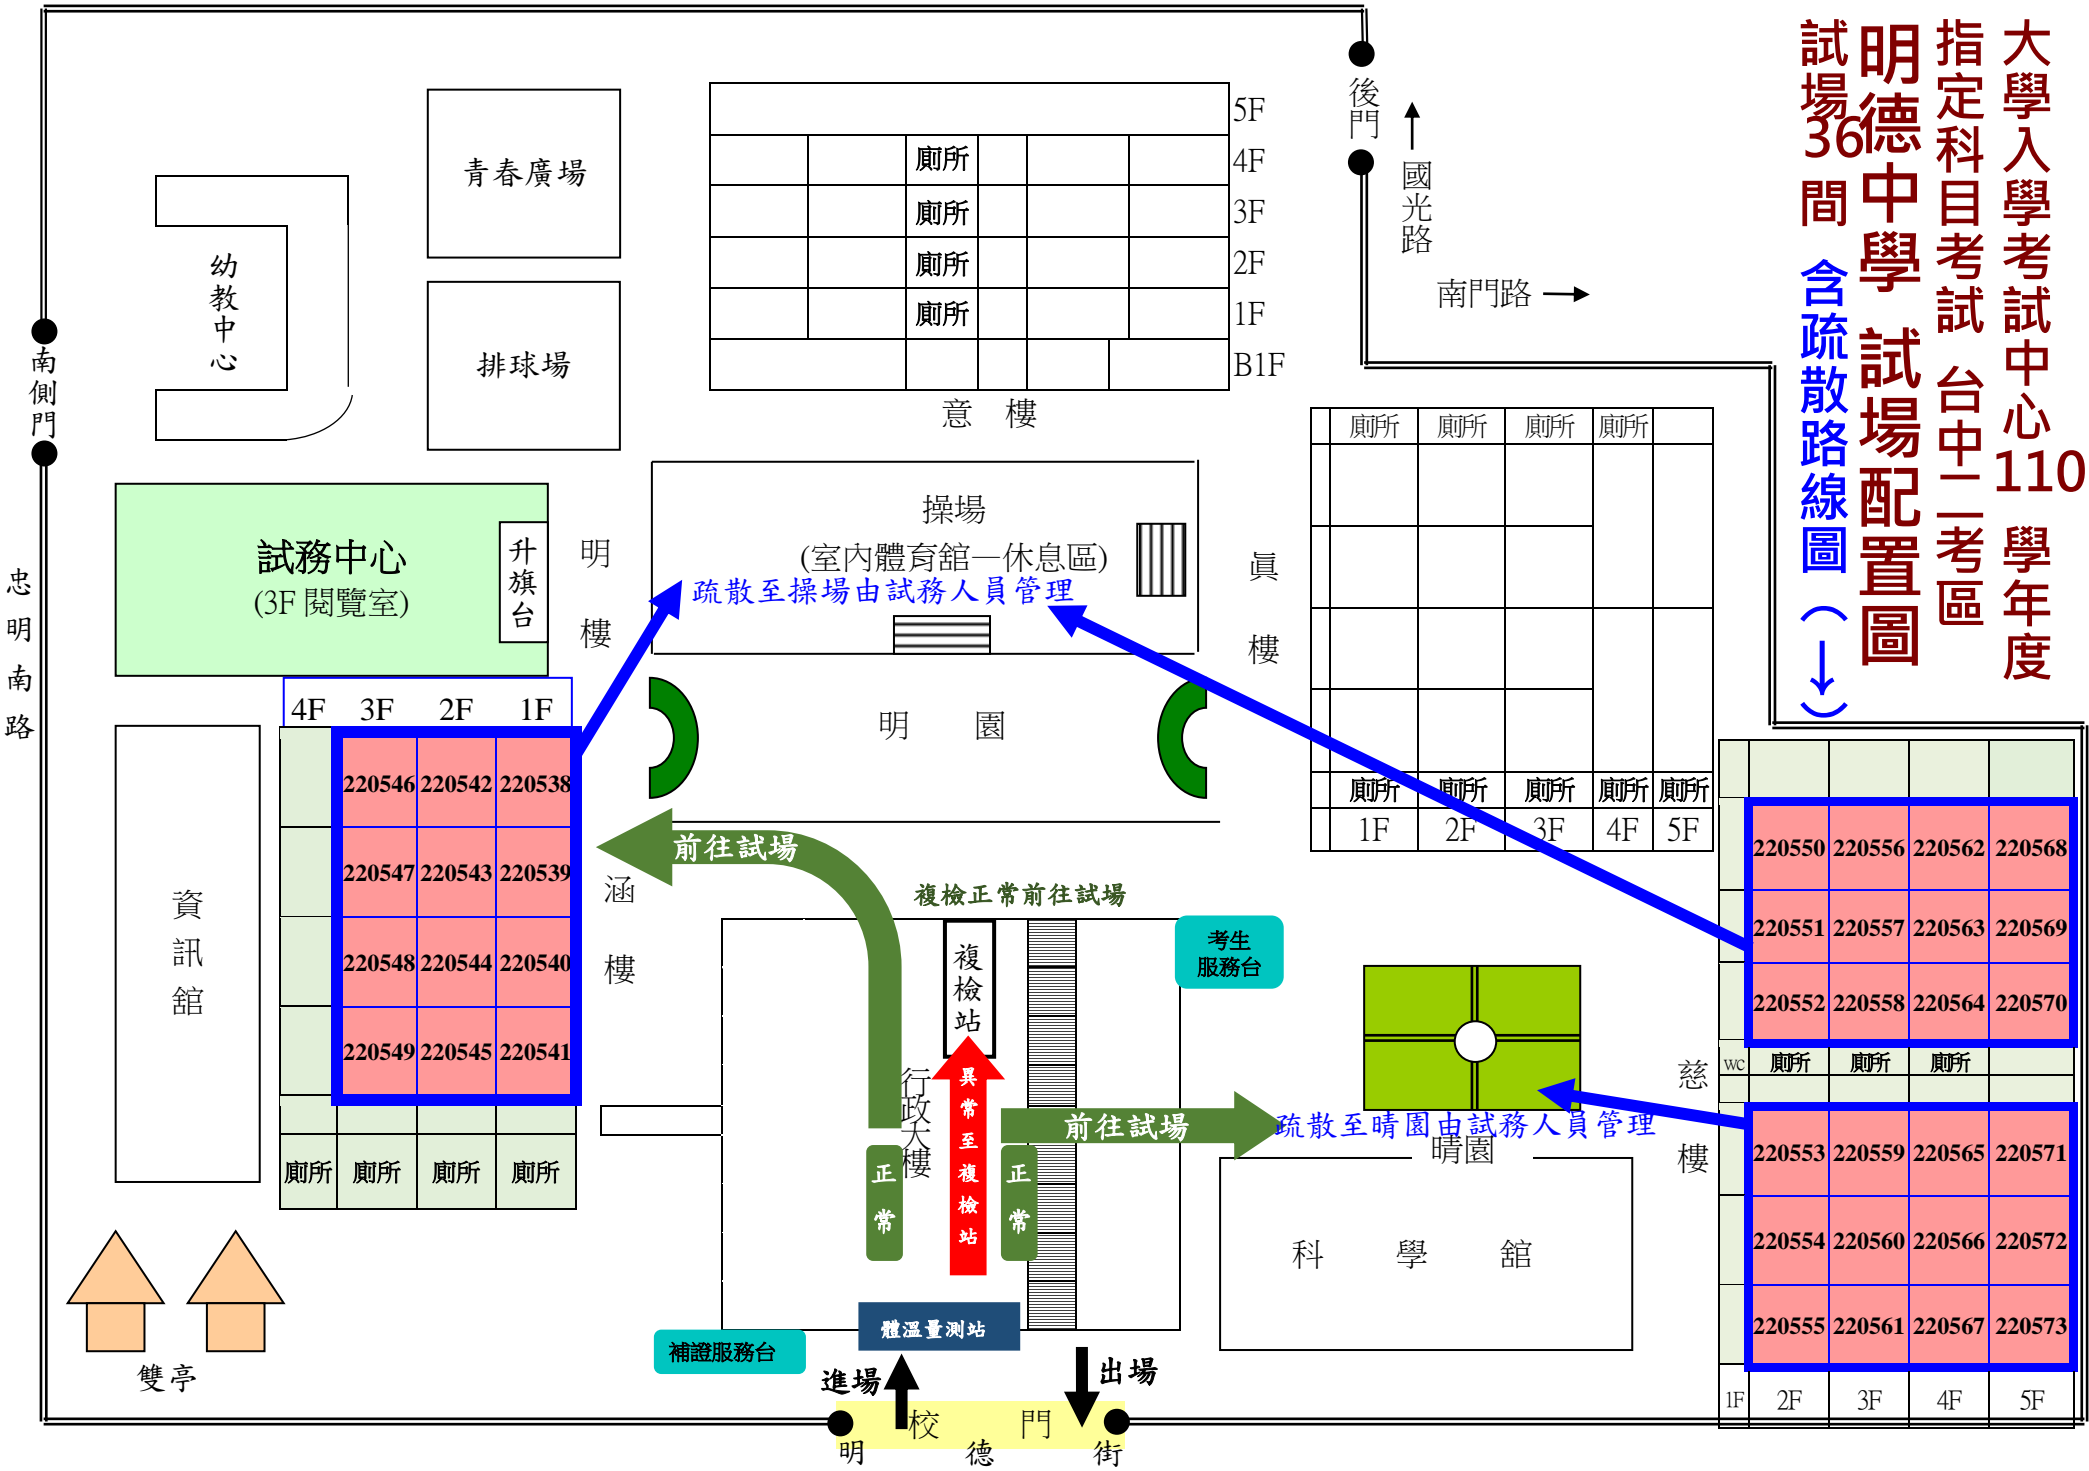 大學入學考試中心110 學年度
指定科目考試 台中二考區
明德中學 試場配置圖
試場36 間 含疏散路線圖（→）
後門
國光路
南門路
青春廣場
排球場
幼教中心
南側門
忠明南路
5F
廁所 4F
廁所 3F
廁所 2F
廁所 1F
B1F
意 樓
試務中心
(3F 閱覽室)
升旗台
明樓
操場
(室內體育舘—休息區)
疏散至操場由試務人員管理
眞樓
廁所 廁所 廁所 廁所
廁所 廁所 廁所 廁所 廁所
1F 2F 3F 4F 5F
明 園
4F 3F 2F 1F
220546 220542 220538
220547 220543 220539
220548 220544 220540
220549 220545 220541
廁所 廁所 廁所 廁所
涵樓
資訊舘
雙亭
前往試場
複檢正常前往試場
複檢站
考生
服務台
行政大樓
異常至複檢站
正常
正常
前往試場
疏散至晴園由試務人員管理
晴園
科 學 舘
慈樓
220550 220556 220562 220568
220551 220557 220563 220569
220552 220558 220564 220570
WC 廁所 廁所 廁所
220553 220559 220565 220571
220554 220560 220566 220572
220555 220561 220567 220573
1F 2F 3F 4F 5F
體溫量測站
補證服務台
進場
出場
校 門
明 德 街